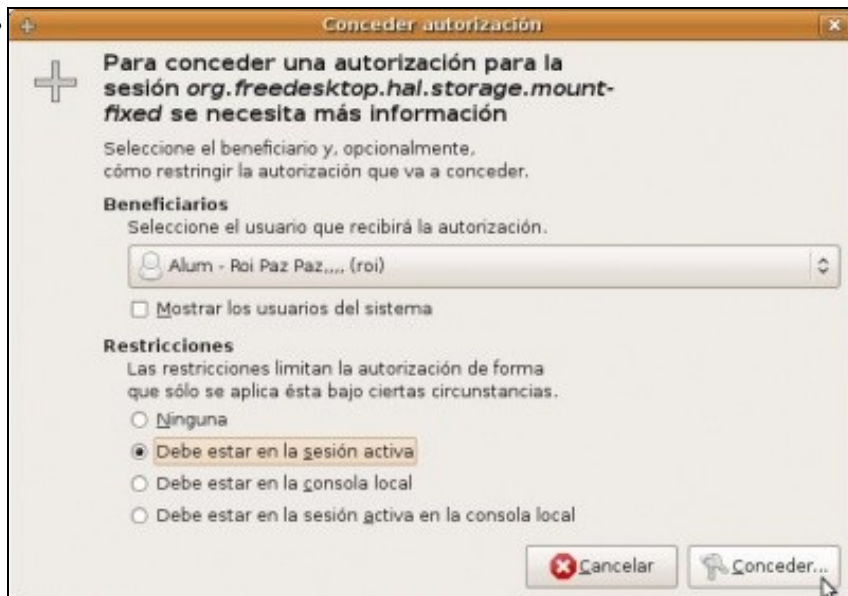 Conceder autorización
Para conceder una autorización para la
sesión org.freedesktop.hal.storage.mount-
fixed se necesita más información
Seleccione el beneficiario y, opcionalmente,
cómo restringir la autorización que va a conceder.
Beneficiarios
Seleccione el usuario que recibirá la autorización.
Alum - Roi Paz Paz,,,, (roi)
Mostrar los usuarios del sistema
Restricciones
Las restricciones limitan la autorización de forma
que sólo se aplica ésta bajo ciertas circunstancias.
Ninguna
Debe estar en la sesión activa
Debe estar en la consola local
Debe estar en la sesión activa en la consola local
Cancelar
Conceder...